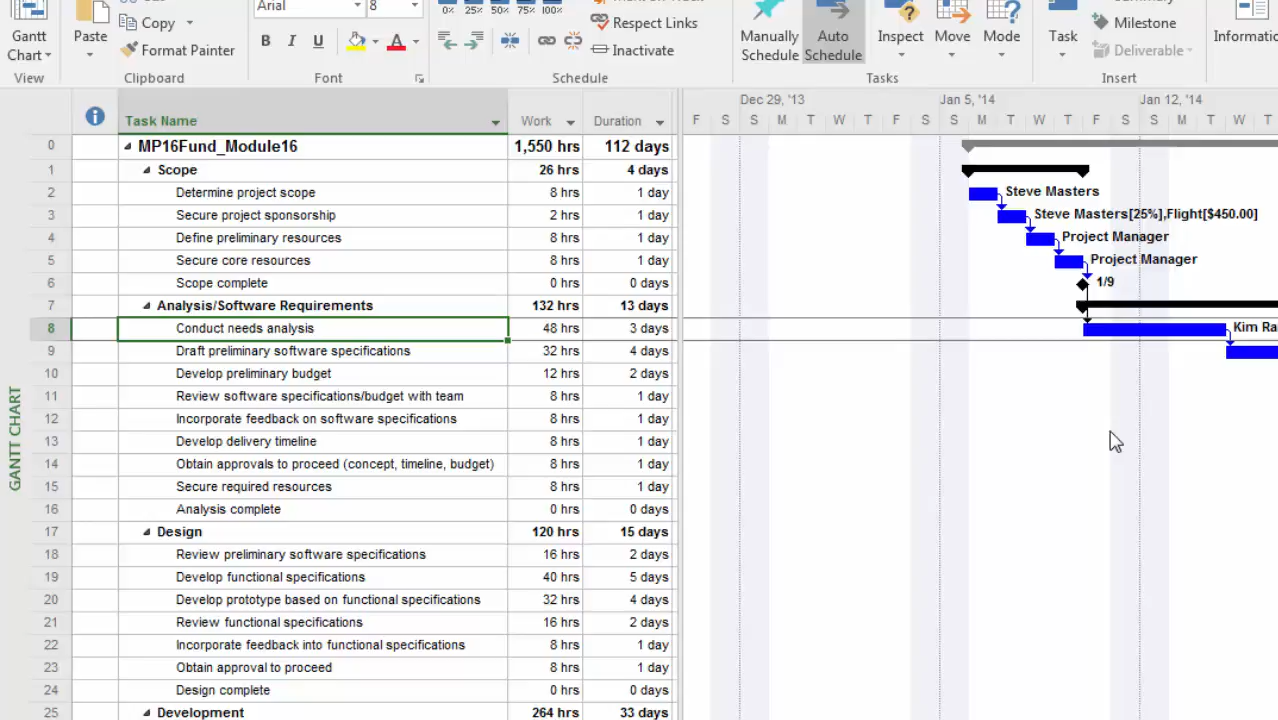 Arial 8 0% 25% 50% 75% 100%
Gantt Chart Paste Copy Respect Links Manually Schedule Auto Schedule Inspect Move Mode Task Milestone
Format Painter B I U A Inactivate Deliverable
View Clipboard Font Schedule Tasks Insert
Dec 29, '13 Jan 5, '14 Jan 12, '14
Task Name Work Duration F S S M T W T F S S M T W T F S S M T W T
0 MP16Fund_Module16 1,550 hrs 112 days
1 Scope 26 hrs 4 days
2 Determine project scope 8 hrs 1 day Steve Masters
3 Secure project sponsorship 2 hrs 1 day Steve Masters[25%],Flight[$450.00]
4 Define preliminary resources 8 hrs 1 day Project Manager
5 Secure core resources 8 hrs 1 day Project Manager
6 Scope complete 0 hrs 0 days 1/9
7 Analysis/Software Requirements 132 hrs 13 days
8 Conduct needs analysis 48 hrs 3 days Kim
9 Draft preliminary software specifications 32 hrs 4 days
10 Develop preliminary budget 12 hrs 2 days
11 Review software specifications/budget with team 8 hrs 1 day
12 Incorporate feedback on software specifications 8 hrs 1 day
13 Develop delivery timeline 8 hrs 1 day
14 Obtain approvals to proceed (concept, timeline, budget) 8 hrs 1 day
15 Secure required resources 8 hrs 1 day
16 Analysis complete 0 hrs 0 days
17 Design 120 hrs 15 days
18 Review preliminary software specifications 16 hrs 2 days
19 Develop functional specifications 40 hrs 5 days
20 Develop prototype based on functional specifications 32 hrs 4 days
21 Review functional specifications 16 hrs 2 days
22 Incorporate feedback into functional specifications 8 hrs 1 day
23 Obtain approval to proceed 8 hrs 1 day
24 Design complete 0 hrs 0 days
25 Development 264 hrs 33 days
GANTT CHART